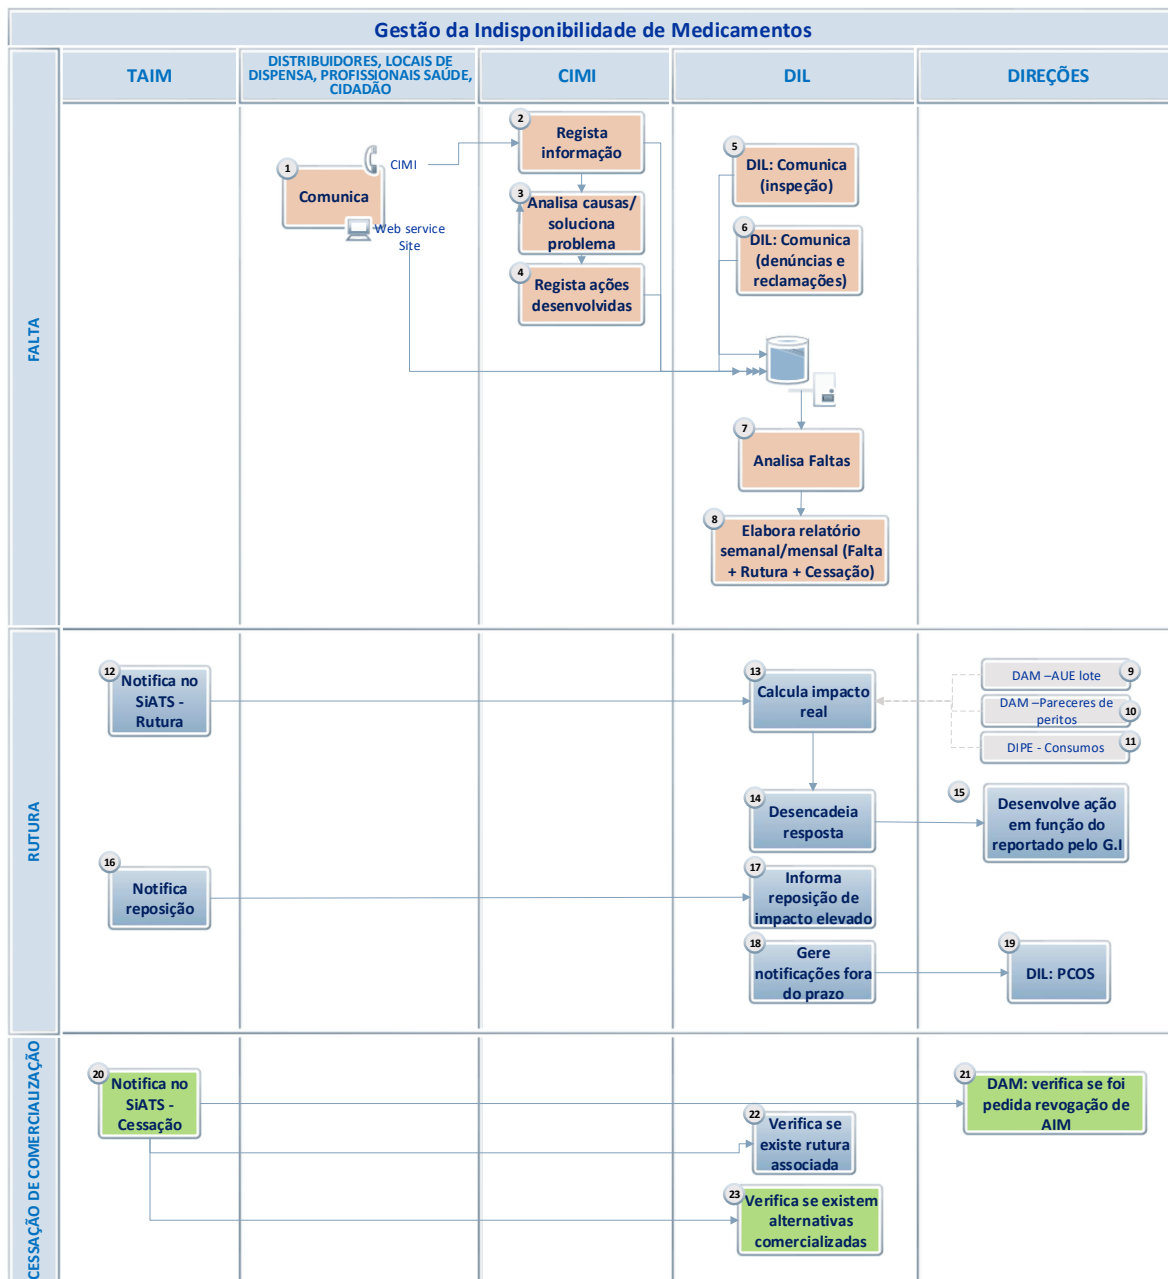 Gestão da Indisponibilidade de Medicamentos
TAIM
DISTRIBUIDORES, LOCAIS DE
DISPENSA, PROFISSIONAIS SAÚDE,
CIDADÃO
CIMI
DIL
DIREÇÕES
FALTA
1
Comunica
CIMI
Web service
Site
2
Regista
informação
3
Analisa causas/
soluciona
problema
4
Regista ações
desenvolvidas
5
DIL: Comunica
(inspeção)
6
DIL: Comunica
(denúncias e
reclamações)
7
Analisa Faltas
8
Elabora relatório
semanal/mensal (Falta
+ Rutura + Cessação)
RUTURA
12
Notifica no
SiATS -
Rutura
13
Calcula impacto
real
DAM –AUE lote
9
DAM –Pareceres de
peritos
10
DIPE - Consumos
11
14
Desencadeia
resposta
15
Desenvolve ação
em função do
reportado pelo G.I
16
Notifica
reposição
17
Informa
reposição de
impacto elevado
18
Gere
notificações fora
do prazo
19
DIL: PCOS
CESSAÇÃO DE COMERCIALIZAÇÃO
20
Notifica no
SiATS -
Cessação
21
DAM: verifica se foi
pedida revogação de
AIM
22
Verifica se
existe rutura
associada
23
Verifica se existem
alternativas
comercializadas